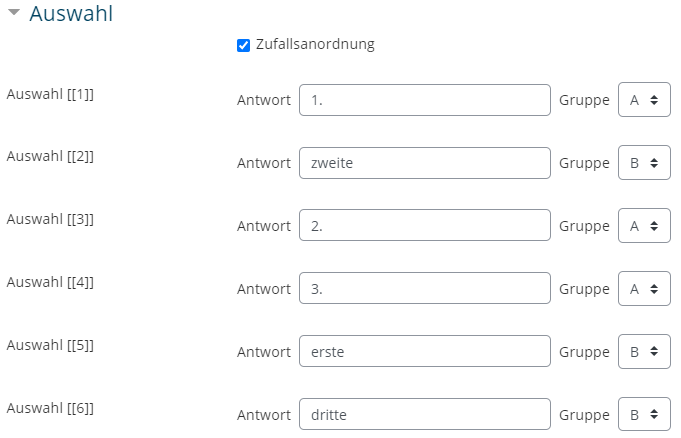 Auswahl
Zufallsanordnung
Auswahl [[1]] Antwort 1. Gruppe A
Auswahl [[2]] Antwort zweite Gruppe B
Auswahl [[3]] Antwort 2. Gruppe A
Auswahl [[4]] Antwort 3. Gruppe A
Auswahl [[5]] Antwort erste Gruppe B
Auswahl [[6]] Antwort dritte Gruppe B